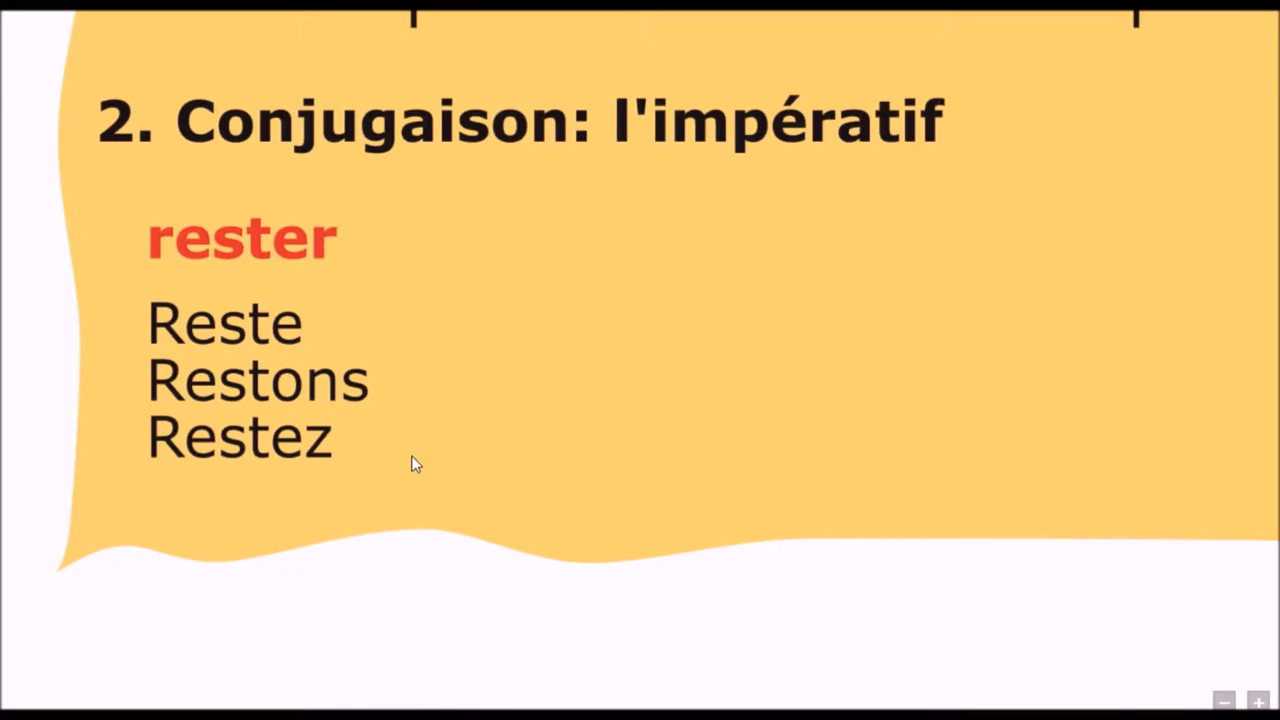 2. Conjugaison: l'impératif
rester
Reste
Restons
Restez